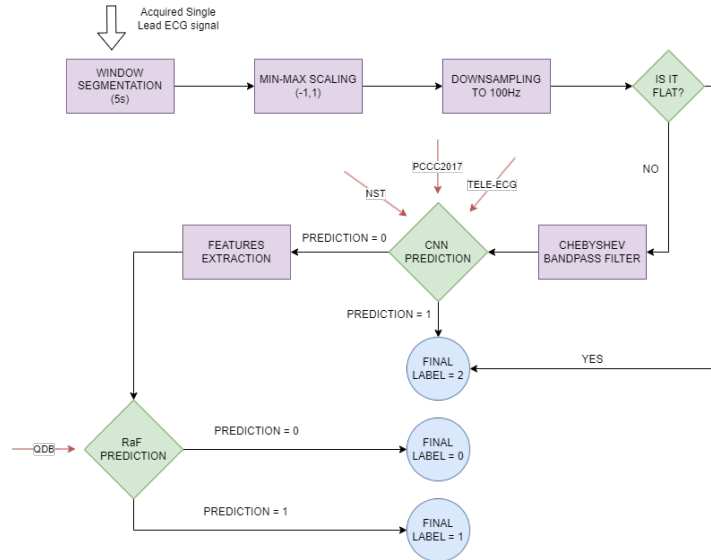 Acquired Single
Lead ECG signal
WINDOW
SEGMENTATION
(5s)
MIN-MAX SCALING
(-1,1)
DOWNSAMPLING
TO 100Hz
IS IT
FLAT?
NO
PCCC2017
NST
TELE-ECG
PREDICTION = 0
FEATURES
EXTRACTION
CNN
PREDICTION
CHEBYSHEV
BANDPASS FILTER
PREDICTION = 1
YES
FINAL
LABEL = 2
QDB
RaF
PREDICTION
PREDICTION = 0
FINAL
LABEL = 0
PREDICTION = 1
FINAL
LABEL = 1